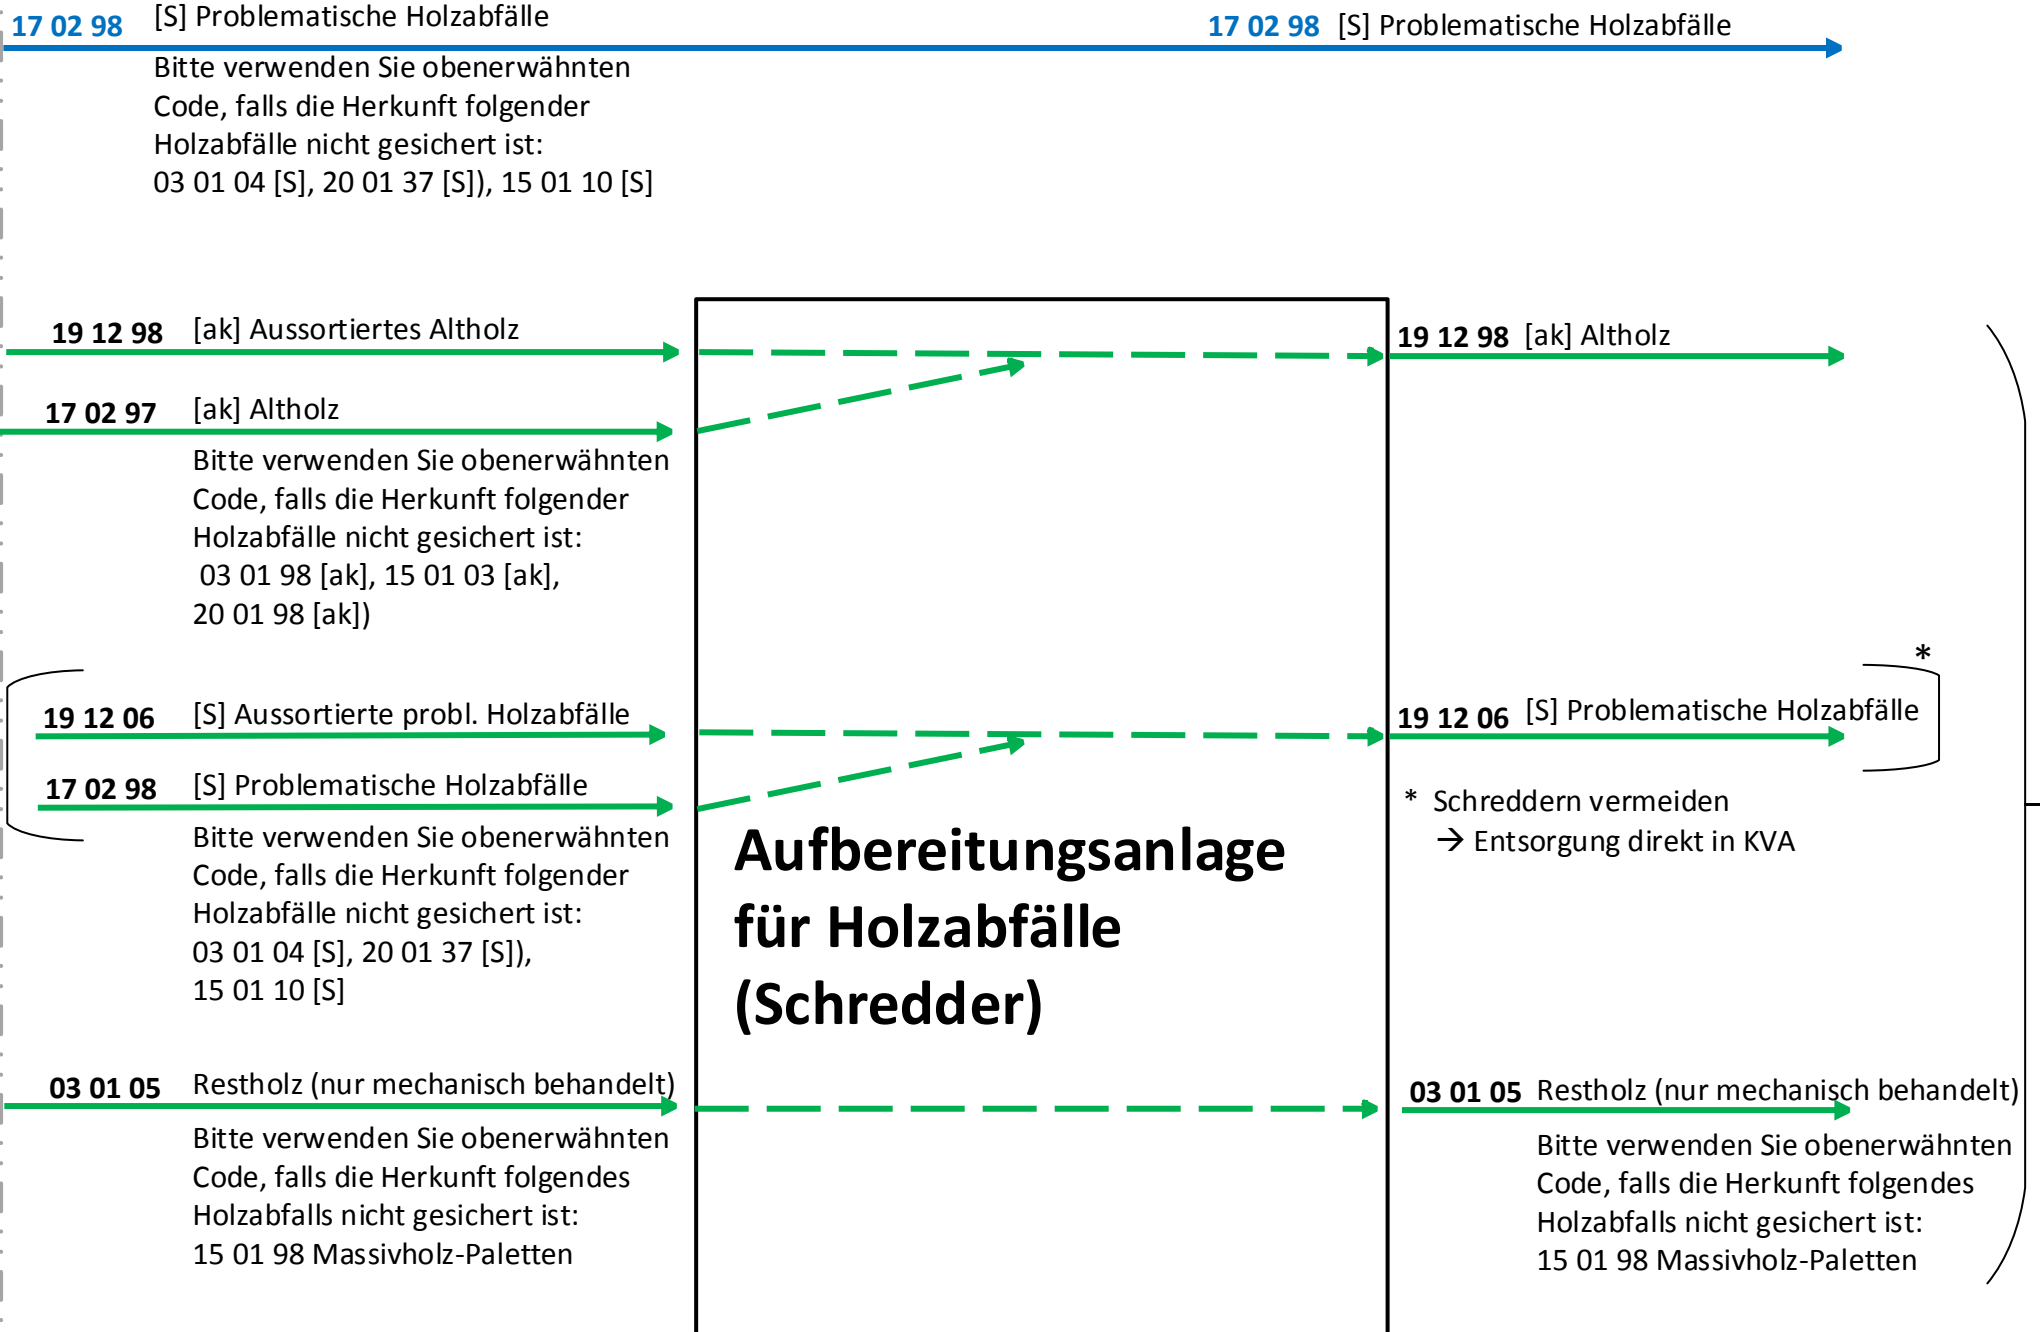 17 02 98 [S] Problematische Holzabfälle
Bitte verwenden Sie obenerwähnten
Code, falls die Herkunft folgender
Holzabfälle nicht gesichert ist:
03 01 04 [S], 20 01 37 [S]), 15 01 10 [S]
17 02 98 [S] Problematische Holzabfälle
19 12 98 [ak] Aussortiertes Altholz
17 02 97 [ak] Altholz
Bitte verwenden Sie obenerwähnten
Code, falls die Herkunft folgender
Holzabfälle nicht gesichert ist:
03 01 98 [ak], 15 01 03 [ak],
20 01 98 [ak])
19 12 06 [S] Aussortierte probl. Holzabfälle
17 02 98 [S] Problematische Holzabfälle
Bitte verwenden Sie obenerwähnten
Code, falls die Herkunft folgender
Holzabfälle nicht gesichert ist:
03 01 04 [S], 20 01 37 [S]),
15 01 10 [S]
03 01 05 Restholz (nur mechanisch behandelt)
Bitte verwenden Sie obenerwähnten
Code, falls die Herkunft folgendes
Holzabfalls nicht gesichert ist:
15 01 98 Massivholz-Paletten
Aufbereitungsanlage
für Holzabfälle
(Schredder)
19 12 98 [ak] Altholz
*
19 12 06 [S] Problematische Holzabfälle
* Schreddern vermeiden
→ Entsorgung direkt in KVA
03 01 05 Restholz (nur mechanisch behandelt)
Bitte verwenden Sie obenerwähnten
Code, falls die Herkunft folgendes
Holzabfalls nicht gesichert ist:
15 01 98 Massivholz-Paletten